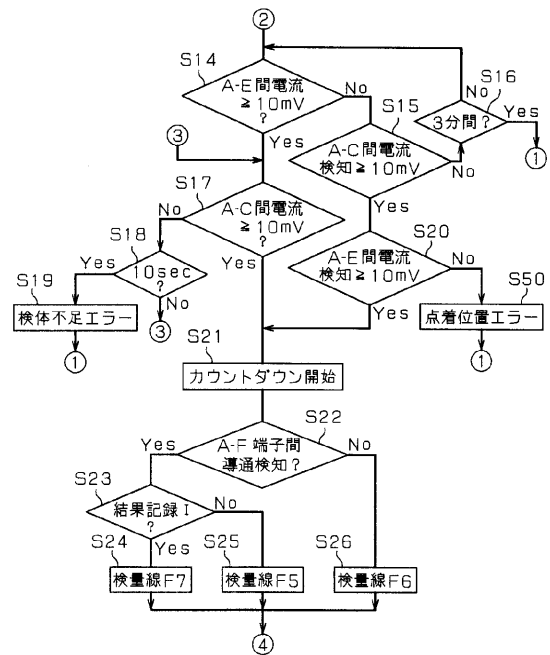 ②
S14
A-E間電流
≧10mV
?
No
Yes
S15
A-C間電流
検知≧10mV
No
Yes
S16
3分間?
No
Yes
①
③
S17
A-C間電流
≧10mV
?
No
Yes
S18
10sec
?
Yes
No
③
S19
検体不足エラー
①
S20
A-E間電流
検知≧10mV
No
Yes
S50
点着位置エラー
①
S21
カウントダウン開始
S22
A-F端子間
導通検知?
Yes
No
S23
結果記録I
?
No
Yes
S24
検量線F7
S25
検量線F5
S26
検量線F6
④